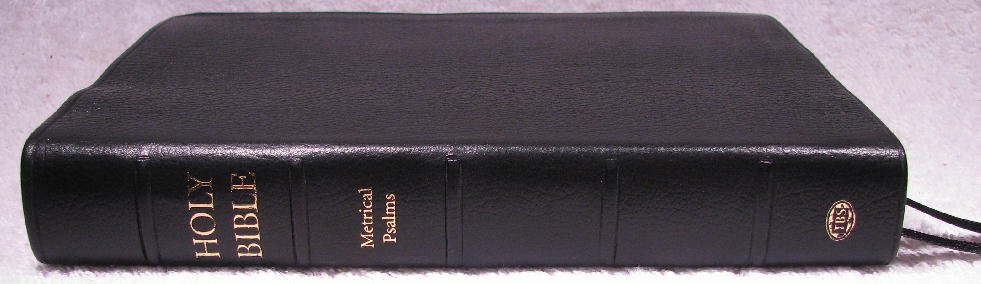 HOLY
BIBLE
Metrical
Psalms
TBS